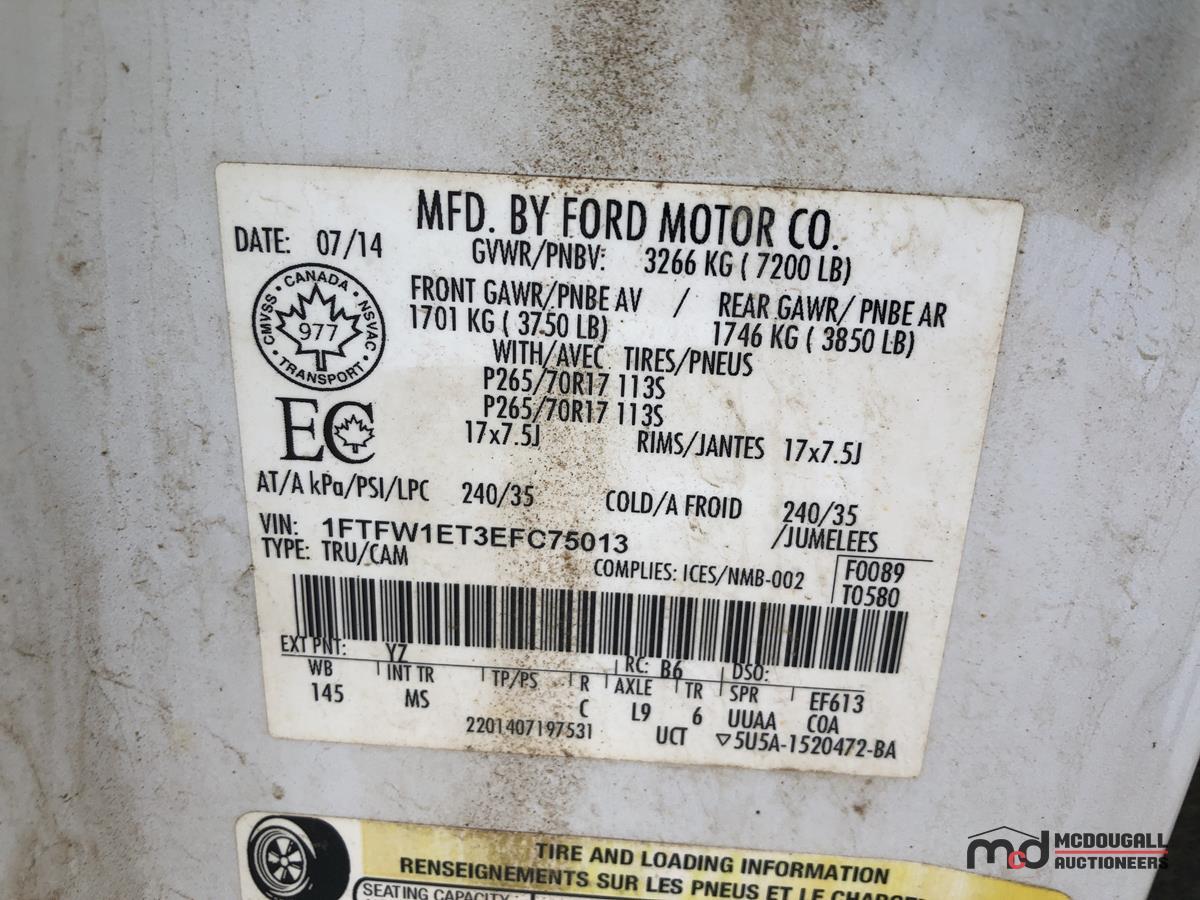 MFD. BY FORD MOTOR CO.
DATE: 07/14
GVWR/PNBV: 3266 KG ( 7200 LB)
FRONT GAWR/PNBE AV / REAR GAWR/ PNBE AR
1701 KG ( 3750 LB) 1746 KG ( 3850 LB)
WITH/AVEC TIRES/PNEUS
P265/70R17 113S
P265/70R17 113S
17x7.5J RIMS/JANTES 17x7.5J
CANADA
CMVSS · NSVAC
977
TRANSPORT
EC
AT/A kPa/PSI/LPC 240/35 COLD/A FROID 240/35
VIN: 1FTFW1ET3EFC75013 /JUMELEES
TYPE: TRU/CAM
COMPLIES: ICES/NMB-002 F0089
T0580
EXT PNT: YZ RC: B6 DSO:
WB INT TR TP/PS R AXLE TR SPR EF613
145 MS C L9 6 UUAA COA
2201407197531 UCT ▽5U5A-1520472-BA
TIRE AND LOADING INFORMATION
RENSEIGNEMENTS SUR LES PNEUS ET LE
SEATING CAPACITY
mcd MCDOUGALL
AUCTIONEERS